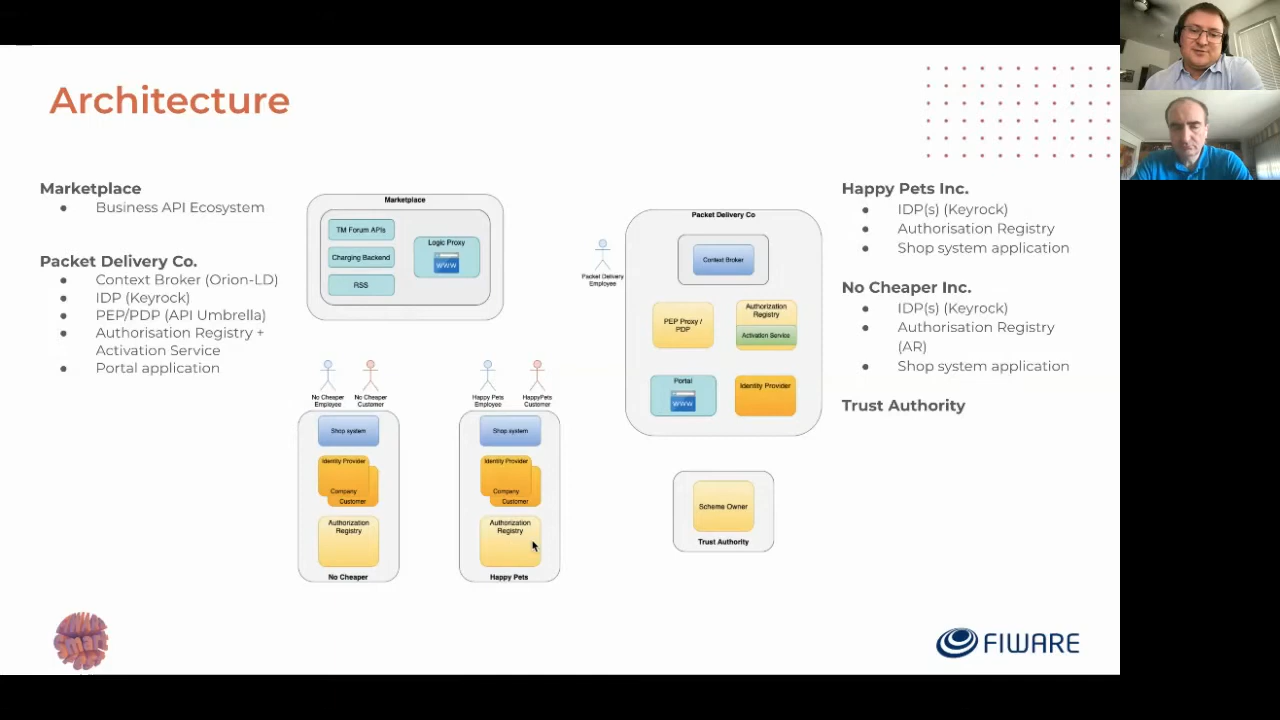 Architecture
Marketplace
● Business API Ecosystem
Packet Delivery Co.
● Context Broker (Orion-LD)
● IDP (Keyrock)
● PEP/PDP (API Umbrella)
● Authorisation Registry +
Activation Service
● Portal application
Marketplace
TM Forum APIs
Charging Backend
RSS
Logic Proxy
WWW
No Cheaper
Employee
No Cheaper
Customer
Shop system
Identity Provider
Company
Customer
Authorization
Registry
No Cheaper
Happy Pets
Employee
HappyPets
Customer
Shop system
Identity Provider
Company
Customer
Authorization
Registry
Happy Pets
Packet Delivery
Employee
Packet Delivery Co
Context Broker
PEP Proxy /
PDP
Authorization
Registry
Activation Service
Portal
WWW
Identity Provider
Scheme Owner
Trust Authority
Happy Pets Inc.
● IDP(s) (Keyrock)
● Authorisation Registry
● Shop system application
No Cheaper Inc.
● IDP(s) (Keyrock)
● Authorisation Registry
(AR)
● Shop system application
Trust Authority
Smart
FIWARE